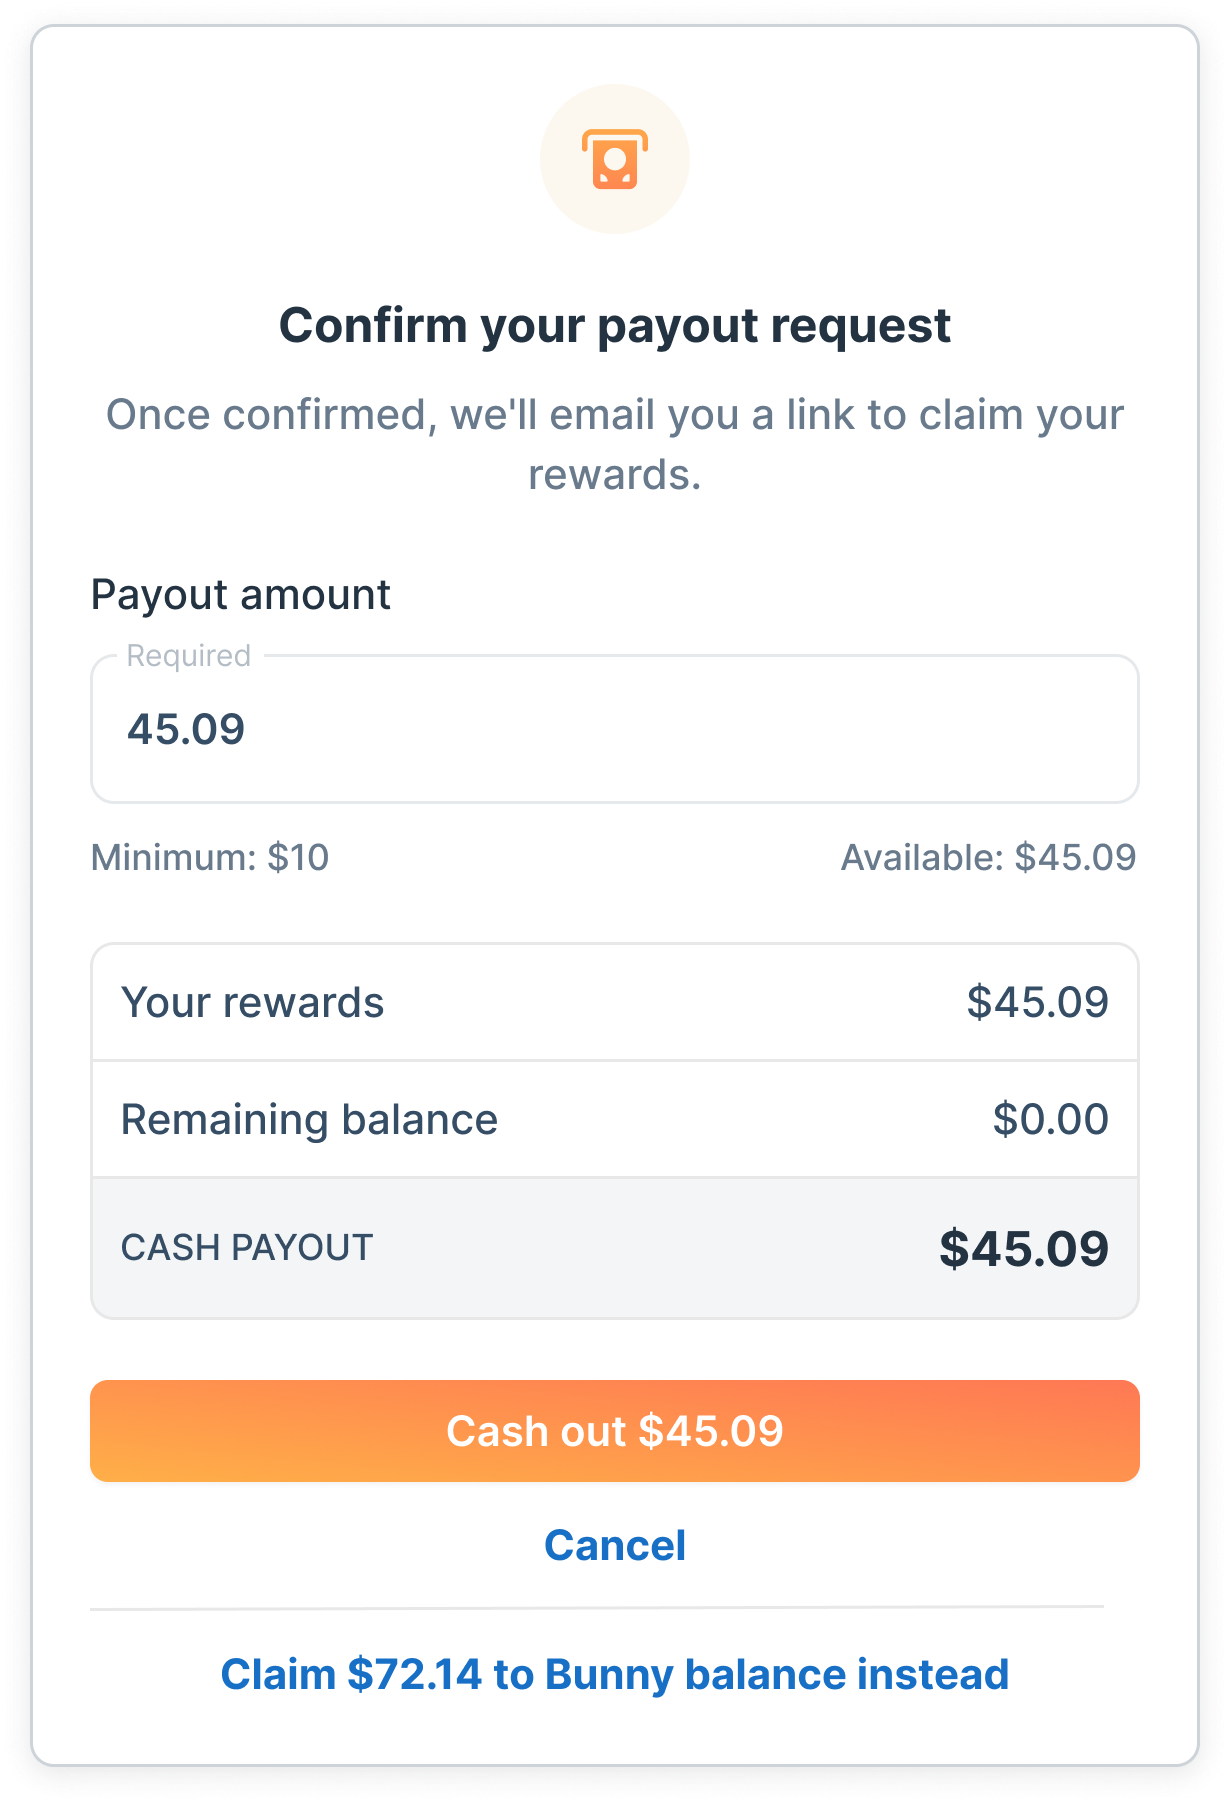 Confirm your payout request
Once confirmed, we'll email you a link to claim your
rewards.
Payout amount
Required
45.09
Minimum: $10 Available: $45.09
Your rewards $45.09
Remaining balance $0.00
CASH PAYOUT $45.09
Cash out $45.09
Cancel
Claim $72.14 to Bunny balance instead